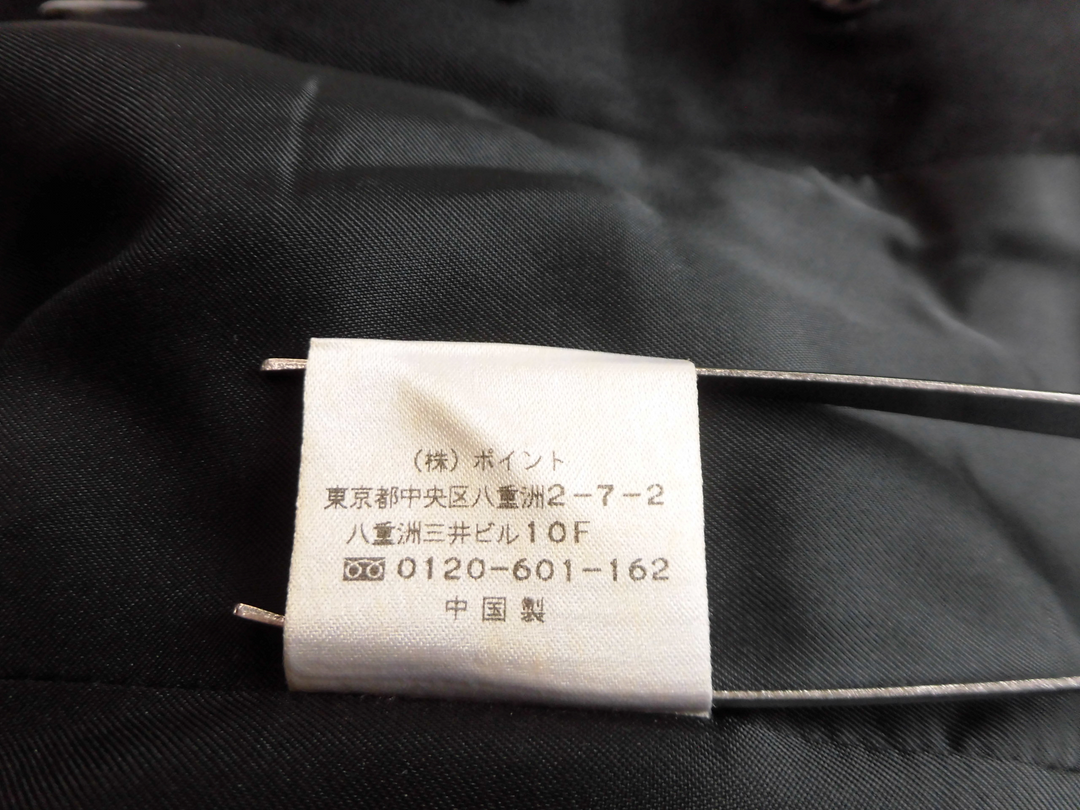 （株）ポイント
東京都中央区八重洲2-7-2
八重洲三井ビル10F
0120-601-162
中国製